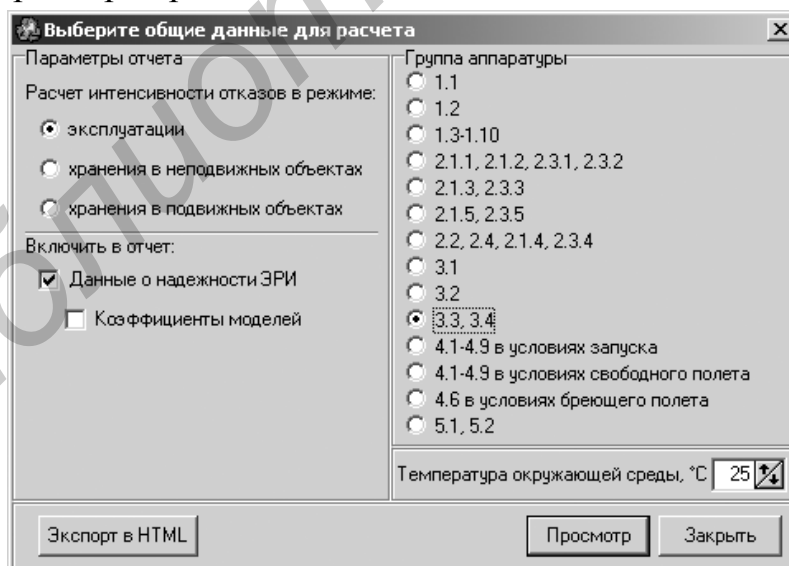 Выберите общие данные для расчета
Параметры отчета
Расчет интенсивности отказов в режиме:
эксплуатации
хранения в неподвижных объектах
хранения в подвижных объектах
Включить в отчет:
Данные о надежности ЭРИ
Коэффициенты моделей
Группа аппаратуры
1.1
1.2
1.3-1.10
2.1.1, 2.1.2, 2.3.1, 2.3.2
2.1.3, 2.3.3
2.1.5, 2.3.5
2.2, 2.4, 2.1.4, 2.3.4
3.1
3.2
3.3, 3.4
4.1-4.9 в условиях запуска
4.1-4.9 в условиях свободного полета
4.6 в условиях бреющего полета
5.1, 5.2
Температура окружающей среды, °C 25
Экспорт в HTML
Просмотр
Закрыть